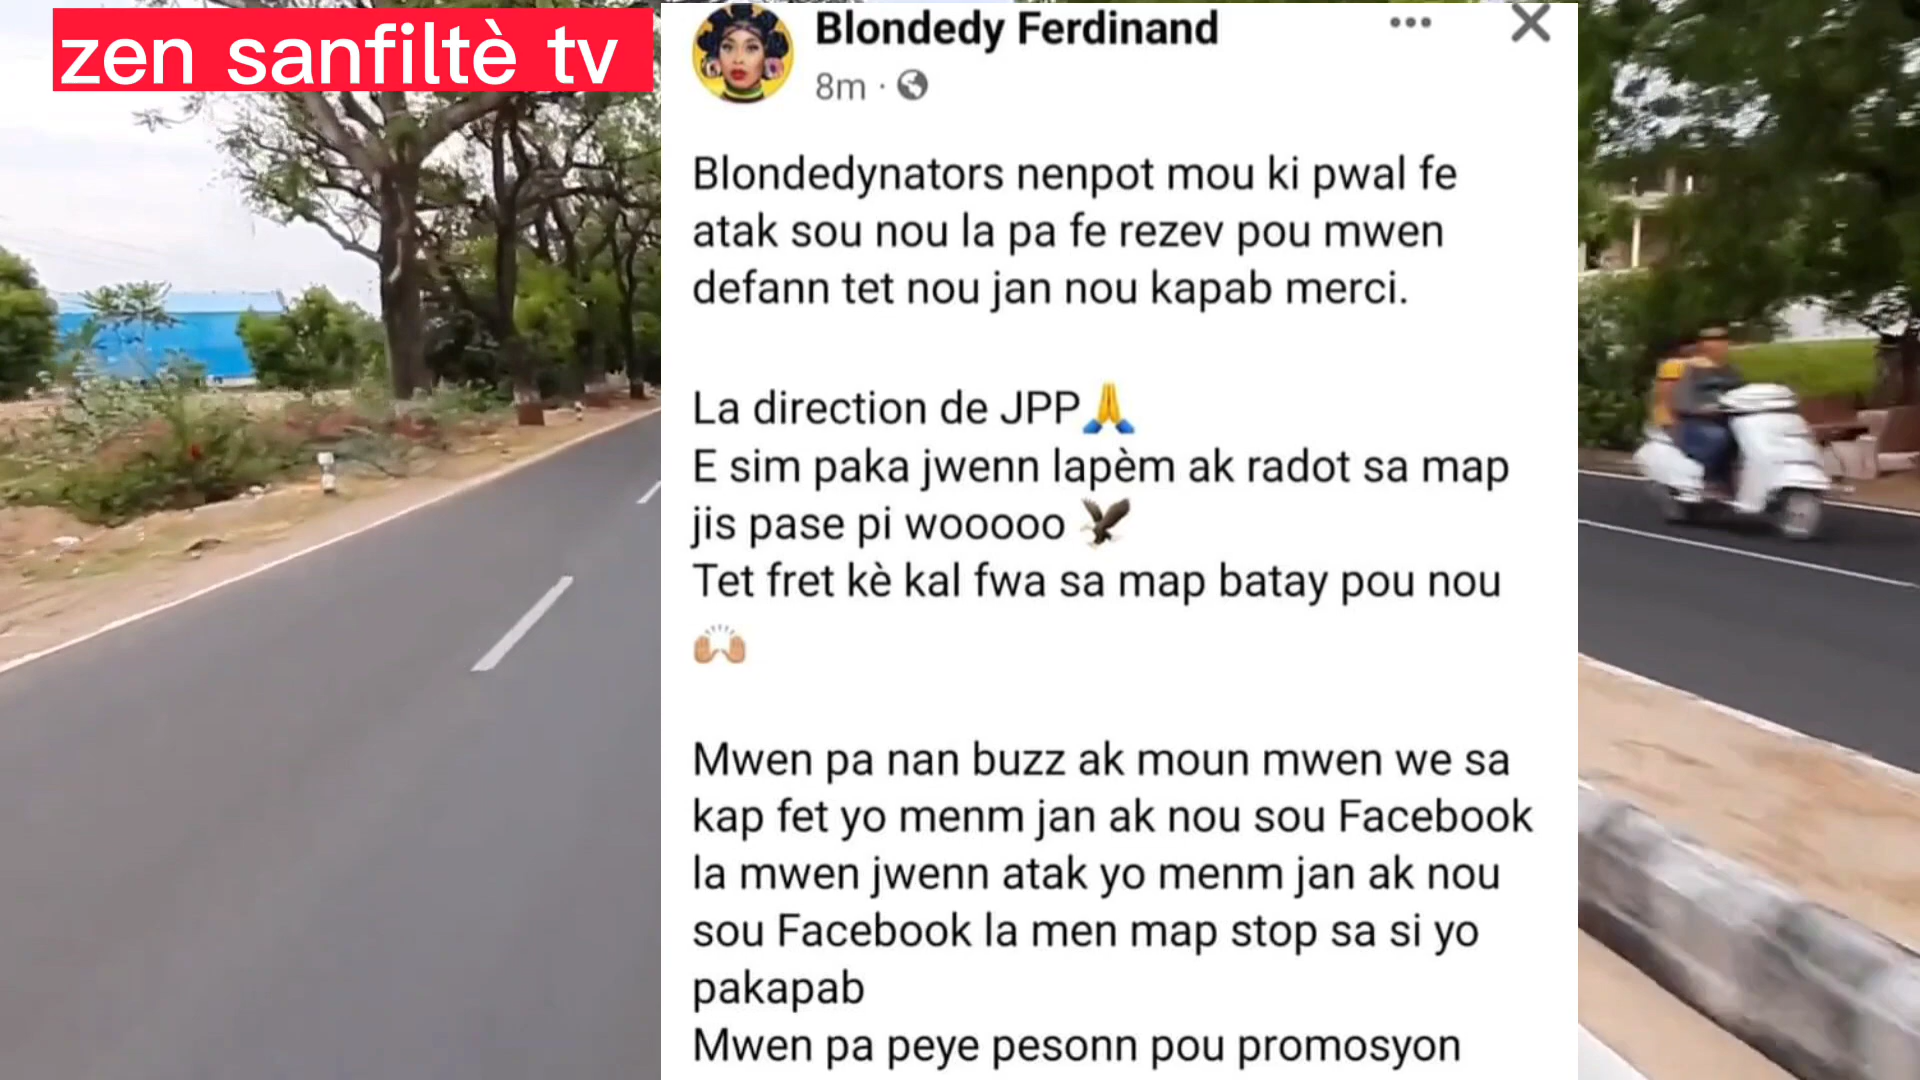 zen sanfiltè tv
Blondedy Ferdinand
8m ·
Blondedynators nenpot mou ki pwal fe
atak sou nou la pa fe rezev pou mwen
defann tet nou jan nou kapab merci.
La direction de JPP🙏
E sim paka jwenn lapèm ak radot sa map
jis pase pi wooooo 🦅
Tet fret kè kal fwa sa map batay pou nou
🙌🏼
Mwen pa nan buzz ak moun mwen we sa
kap fet yo menm jan ak nou sou Facebook
la mwen jwenn atak yo menm jan ak nou
sou Facebook la men map stop sa si yo
pakapab
Mwen pa peye pesonn pou promosyon